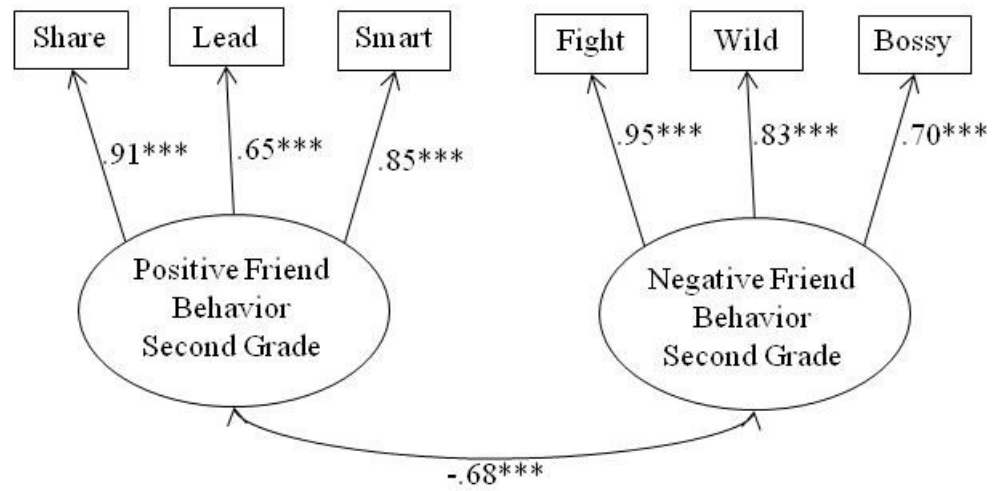 Share
Lead
Smart
Fight
Wild
Bossy
.91***
.65***
.85***
.95***
.83***
.70***
Positive Friend
Behavior
Second Grade
Negative Friend
Behavior
Second Grade
-.68***